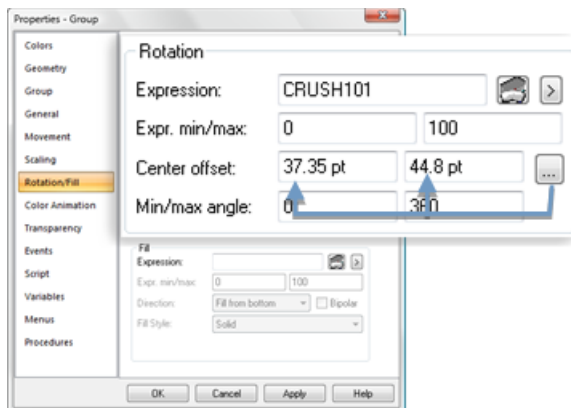 Properties - Group
Colors
Geometry
Group
General
Movement
Scaling
Rotation/Fill
Color Animation
Transparency
Events
Script
Variables
Menus
Procedures
Rotation
Expression: CRUSH101 >
Expr. min/max: 0 100
Center offset: 37.35 pt 44.8 pt ...
Min/max angle: 0 360
Fill
Expression: >
Expr. min/max: 0 100
Direction: Fill from bottom Bipolar
Fill Style: Solid
OK Cancel Apply Help